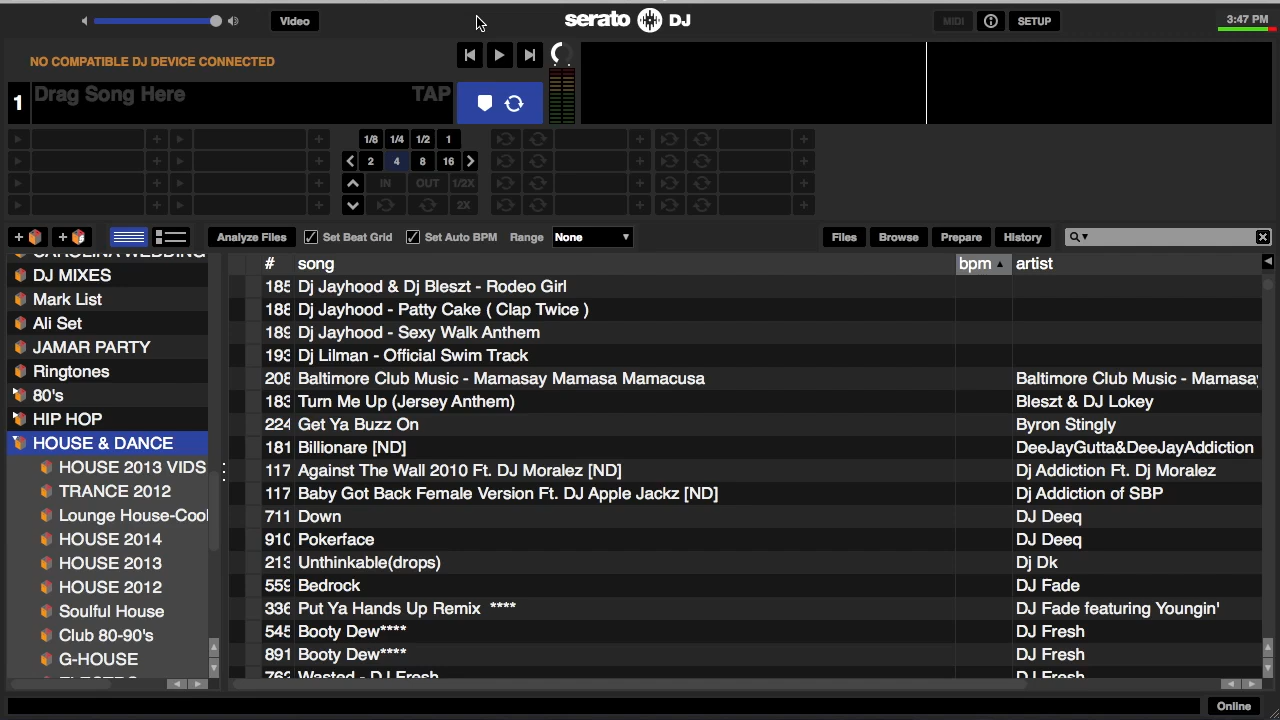 Video
serato DJ
MIDI
SETUP
3:47 PM
NO COMPATIBLE DJ DEVICE CONNECTED
1 Drag Song Here TAP
1/8 1/4 1/2 1
2 4 8 16
IN OUT 1/2X
2X
Analyze Files Set Beat Grid Set Auto BPM Range None Files Browse Prepare History
# song bpm artist
DJ MIXES
Mark List
Ali Set
JAMAR PARTY
Ringtones
80's
HIP HOP
HOUSE & DANCE
HOUSE 2013 VIDS
TRANCE 2012
Lounge House-Cool
HOUSE 2014
HOUSE 2013
HOUSE 2012
Soulful House
Club 80-90's
G-HOUSE
185 Dj Jayhood & Dj Bleszt - Rodeo Girl
188 Dj Jayhood - Patty Cake ( Clap Twice )
189 Dj Jayhood - Sexy Walk Anthem
193 Dj Lilman - Official Swim Track
208 Baltimore Club Music - Mamasay Mamasa Mamacusa Baltimore Club Music - Mamasay
183 Turn Me Up (Jersey Anthem) Bleszt & DJ Lokey
224 Get Ya Buzz On Byron Stingly
181 Billionare [ND] DeeJayGutta&DeeJayAddiction
117 Against The Wall 2010 Ft. DJ Moralez [ND] Dj Addiction Ft. Dj Moralez
117 Baby Got Back Female Version Ft. DJ Apple Jackz [ND] Dj Addiction of SBP
711 Down DJ Deeq
910 Pokerface DJ Deeq
213 Unthinkable(drops) Dj Dk
559 Bedrock DJ Fade
336 Put Ya Hands Up Remix **** DJ Fade featuring Youngin'
545 Booty Dew**** DJ Fresh
891 Booty Dew**** DJ Fresh
762 Wasted - DJ Fresh DJ Fresh
Online